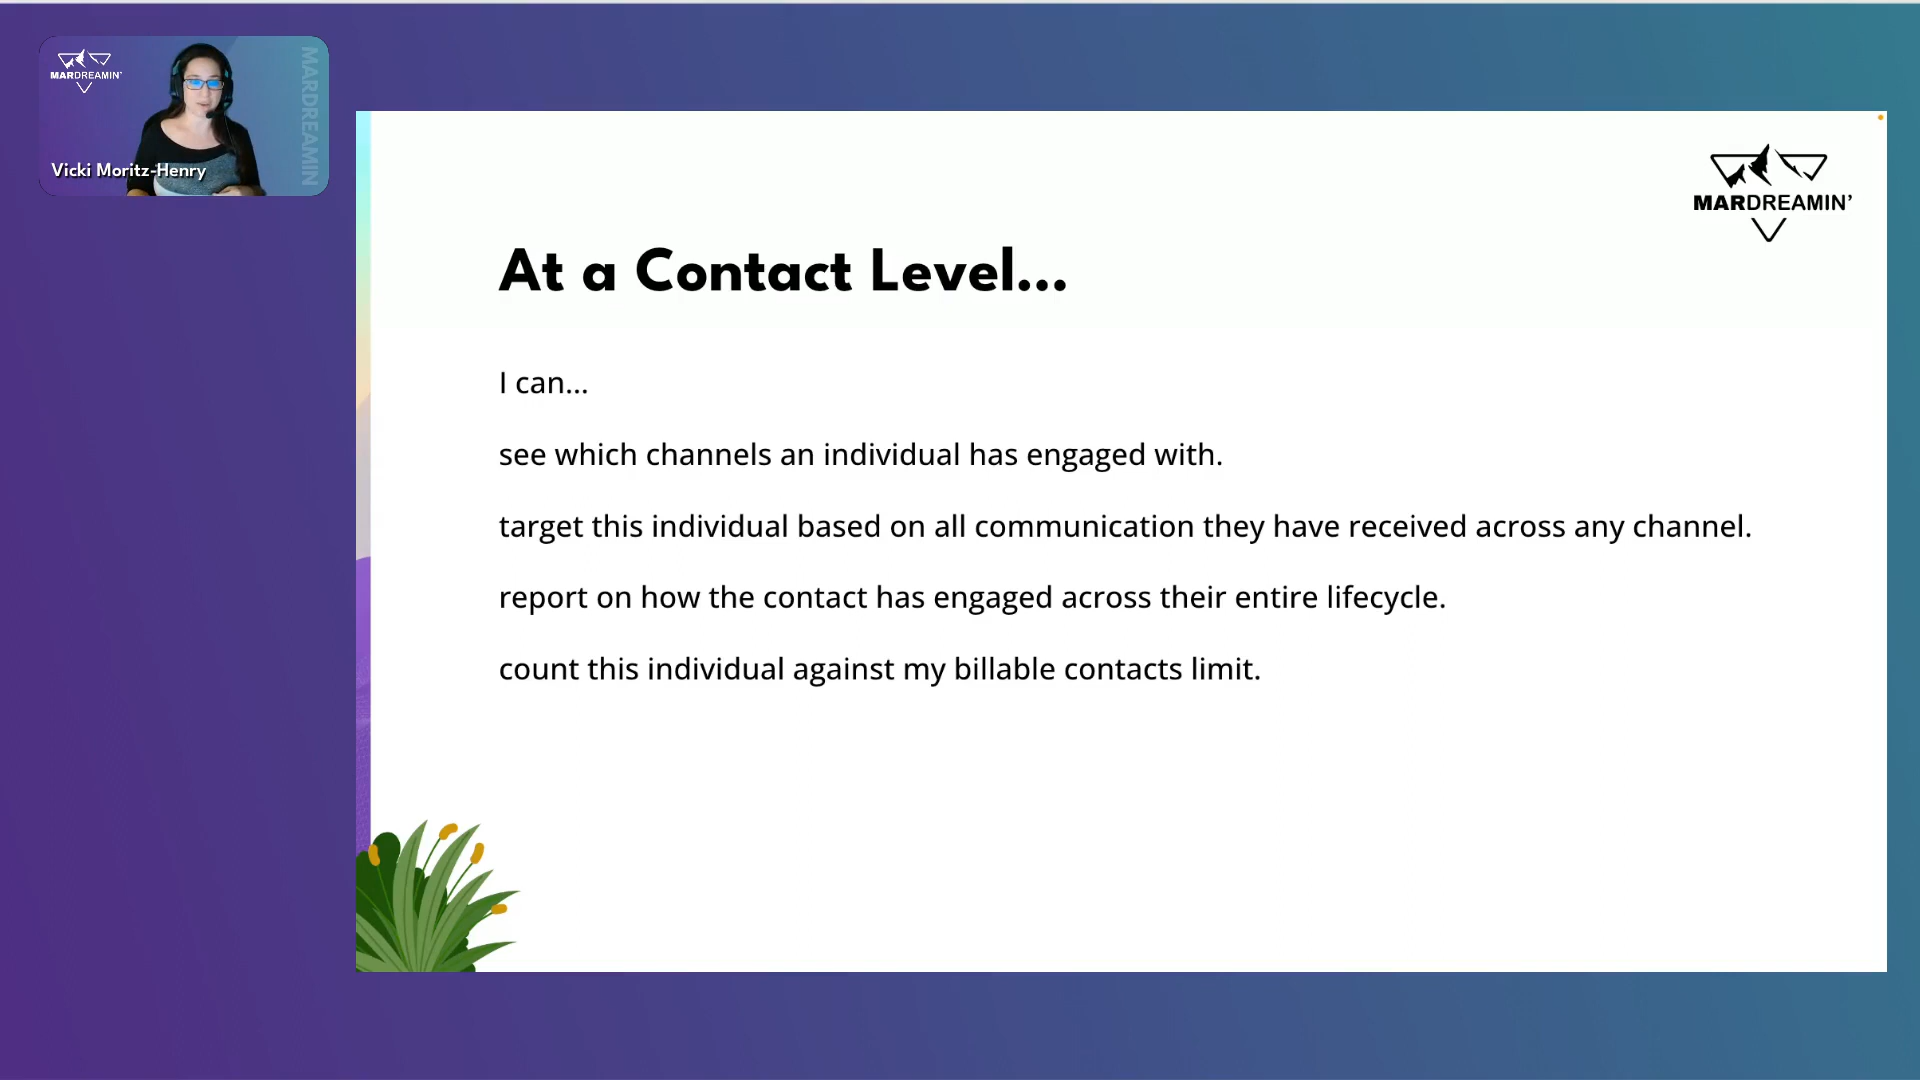 MARDREAMIN'
MARDREAMIN
Vicki Moritz-Henry
MARDREAMIN'
At a Contact Level...
I can...
see which channels an individual has engaged with.
target this individual based on all communication they have received across any channel.
report on how the contact has engaged across their entire lifecycle.
count this individual against my billable contacts limit.